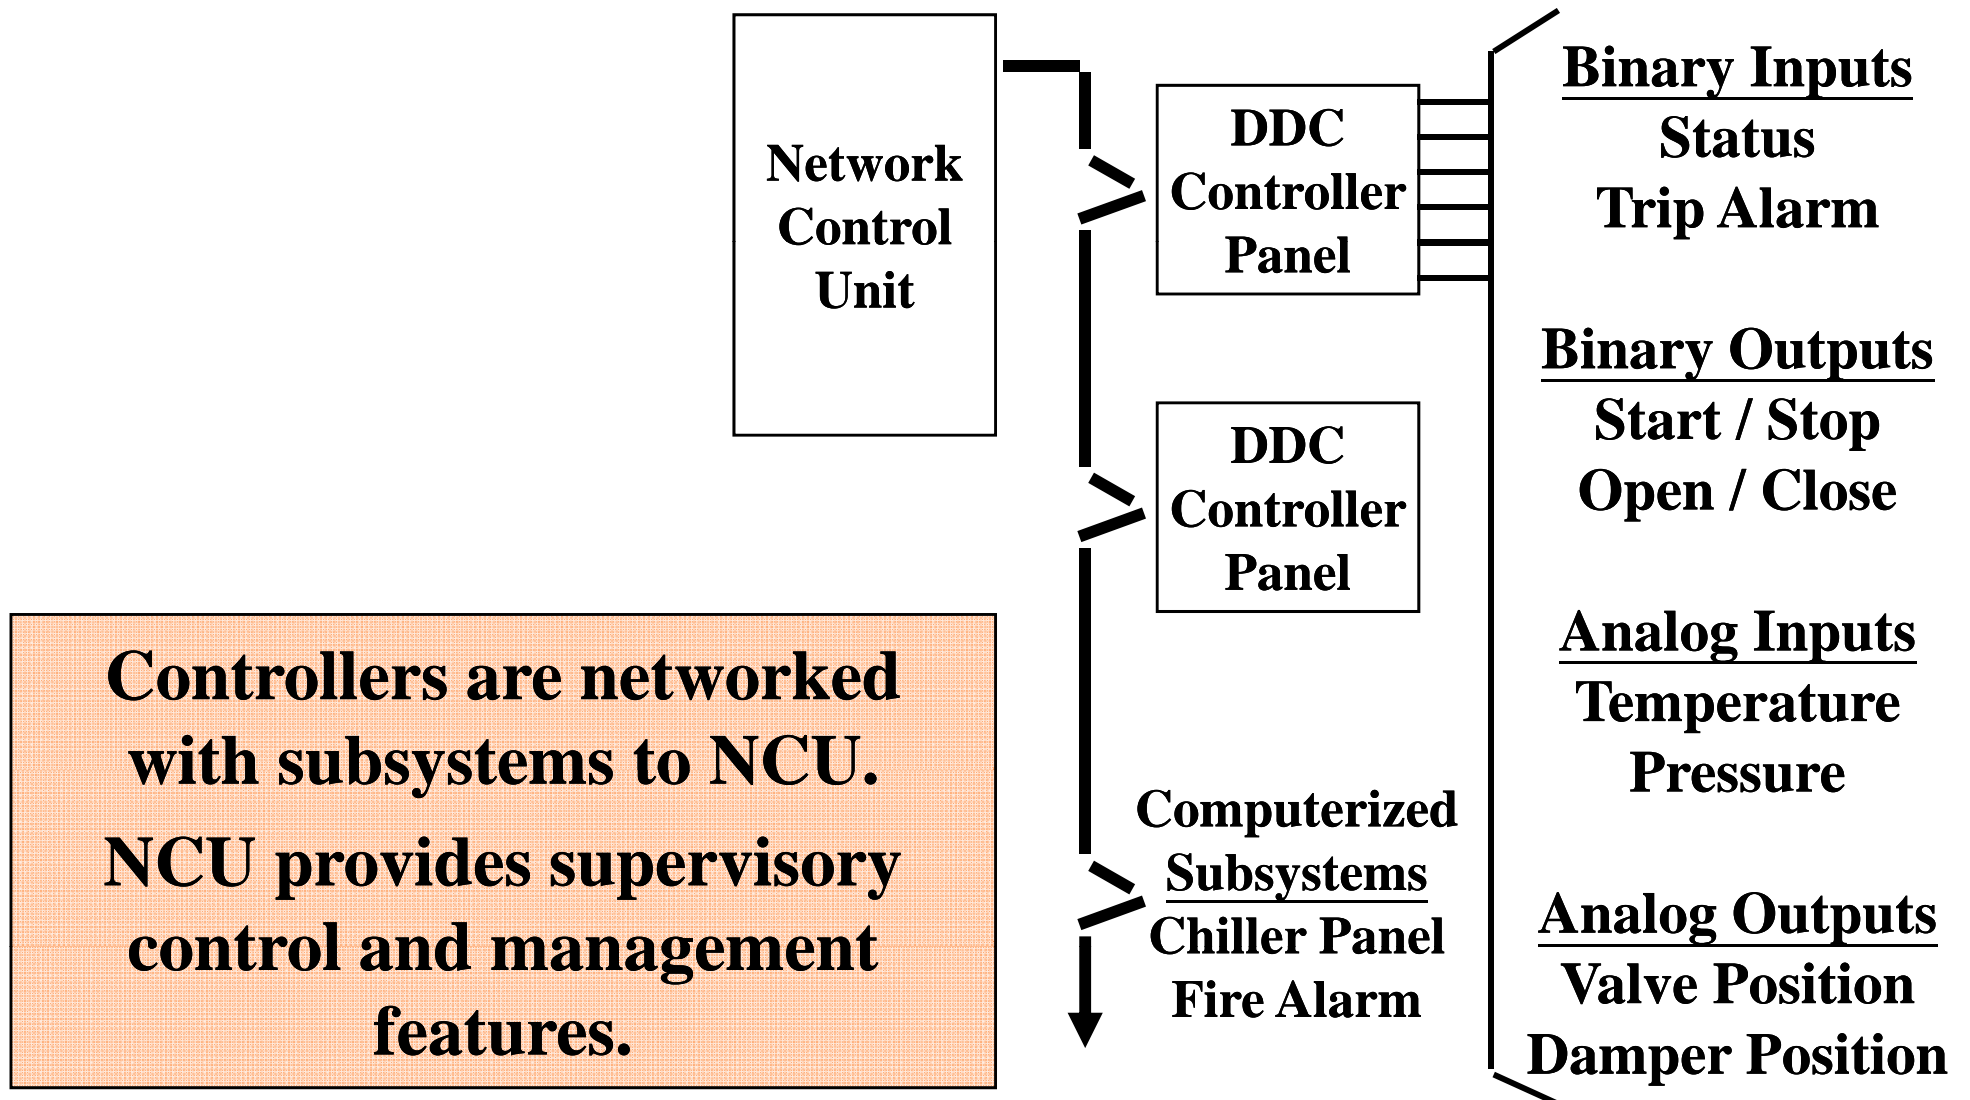 Network
Control
Unit
DDC
Controller
Panel
DDC
Controller
Panel
Computerized
Subsystems
Chiller Panel
Fire Alarm
Binary Inputs
Status
Trip Alarm
Binary Outputs
Start / Stop
Open / Close
Analog Inputs
Temperature
Pressure
Analog Outputs
Valve Position
Damper Position
Controllers are networked
with subsystems to NCU.
NCU provides supervisory
control and management
features.